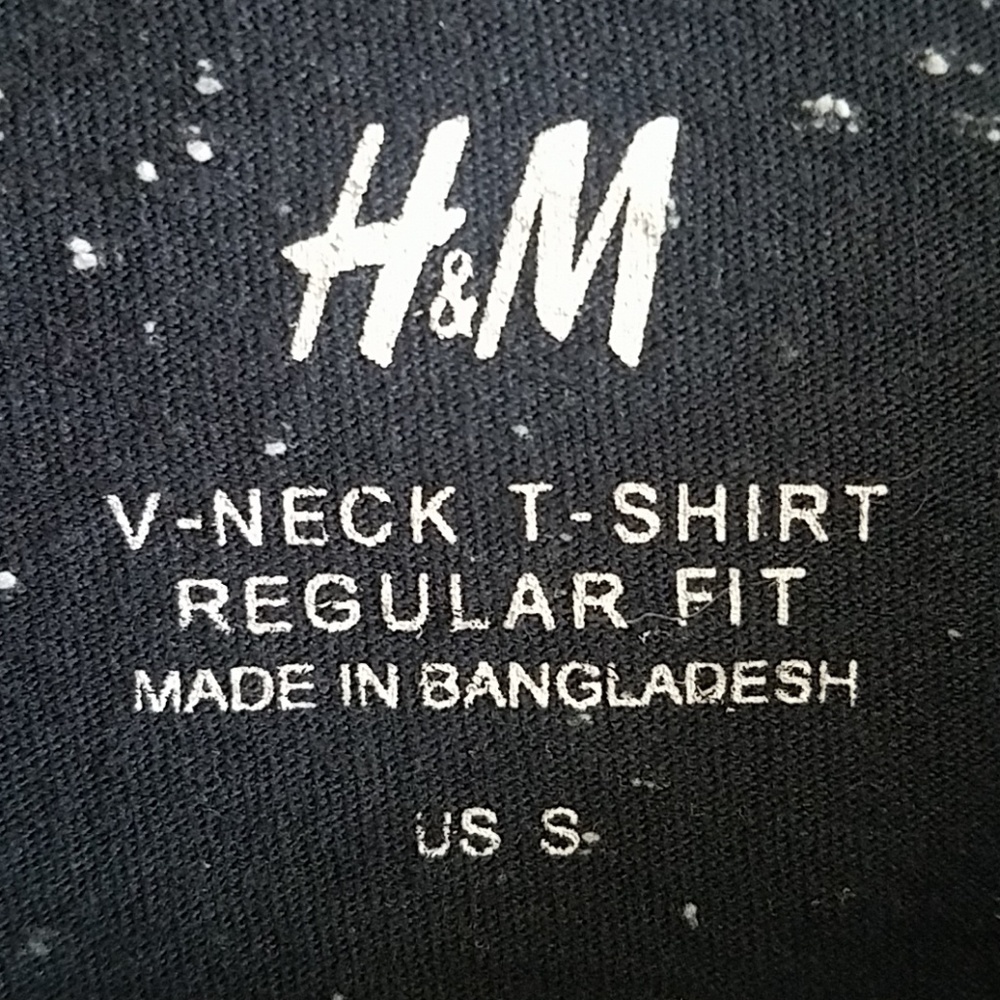 H&M
V-NECK T-SHIRT
REGULAR FIT
MADE IN BANGLADESH
US S